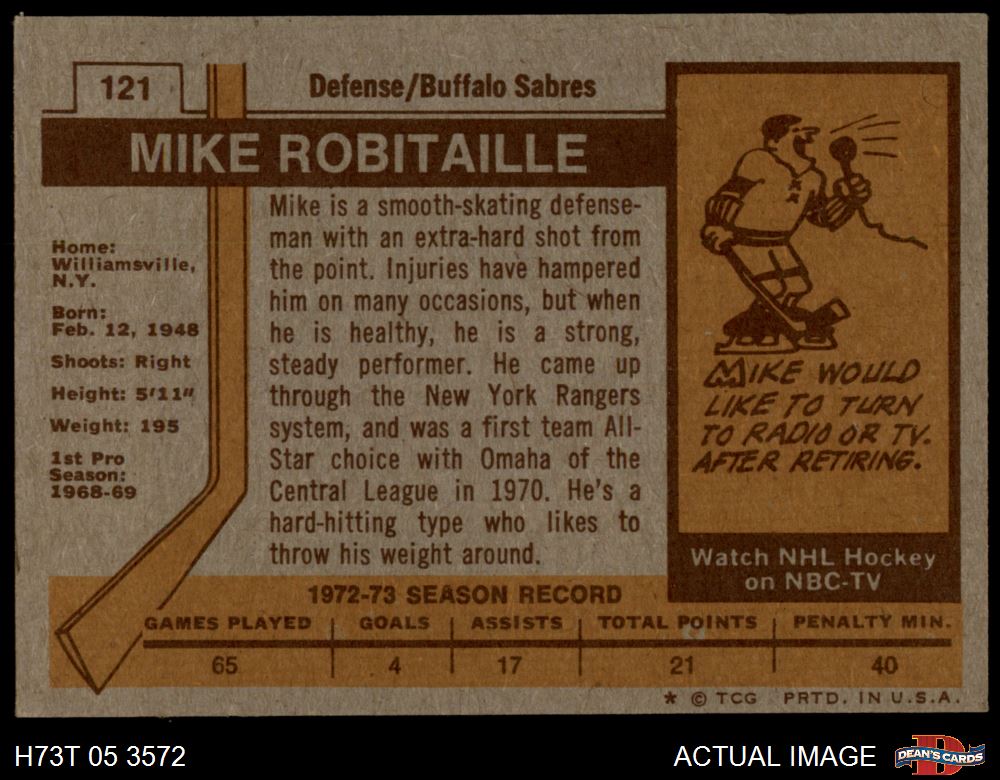 121
Defense/Buffalo Sabres
MIKE ROBITAILLE
Home:
Williamsville,
N.Y.
Born:
Feb. 12, 1948
Shoots: Right
Height: 5'11"
Weight: 195
1st Pro
Season:
1968-69
Mike is a smooth-skating defense-
man with an extra-hard shot from
the point. Injuries have hampered
him on many occasions, but when
he is healthy, he is a strong,
steady performer. He came up
through the New York Rangers
system, and was a first team All-
Star choice with Omaha of the
Central League in 1970. He's a
hard-hitting type who likes to
throw his weight around.
MIKE WOULD
LIKE TO TURN
TO RADIO OR TV.
AFTER RETIRING.
Watch NHL Hockey
on NBC-TV
1972-73 SEASON RECORD
GAMES PLAYED GOALS ASSISTS TOTAL POINTS PENALTY MIN.
65 4 17 21 40
* © TCG PRTD. IN U.S.A.
H73T 05 3572
ACTUAL IMAGE
DEAN'S CARDS